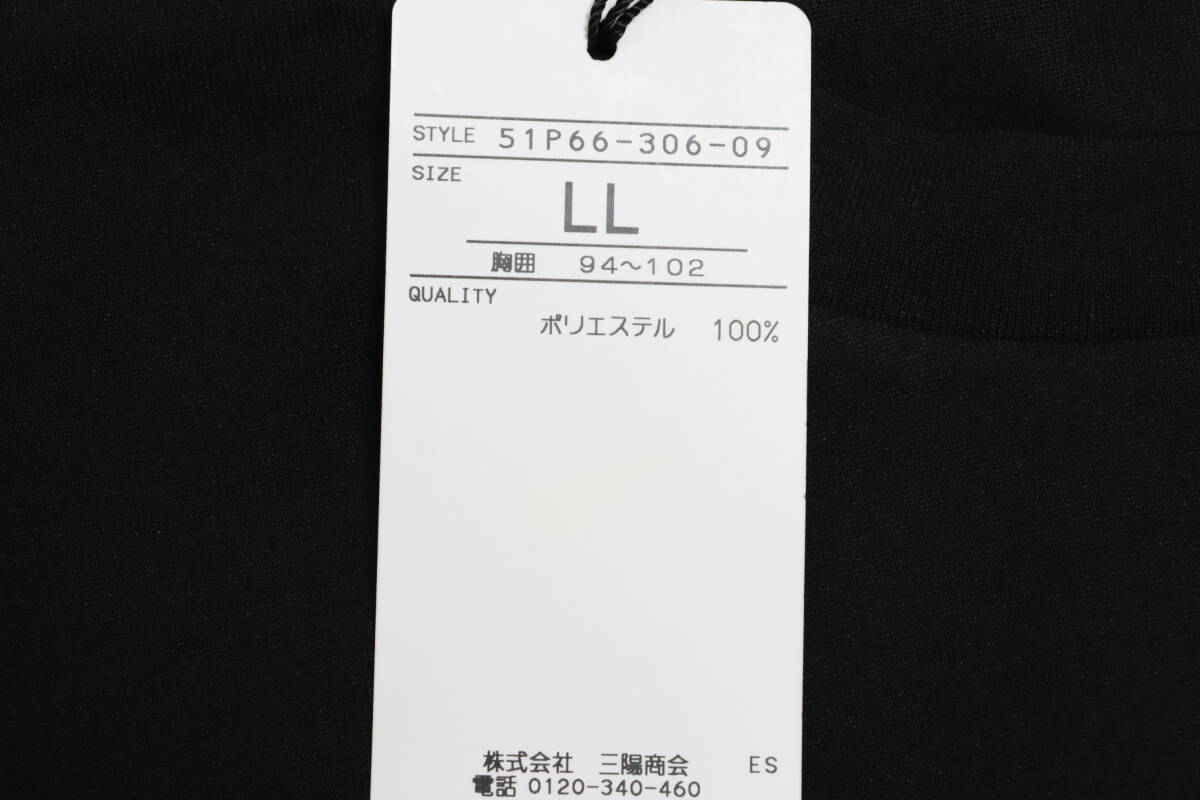 STYLE 51P66-306-09
SIZE
LL
胸囲 94～102
QUALITY
ポリエステル 100%
株式会社 三陽商会 ES
電話 0120-340-460